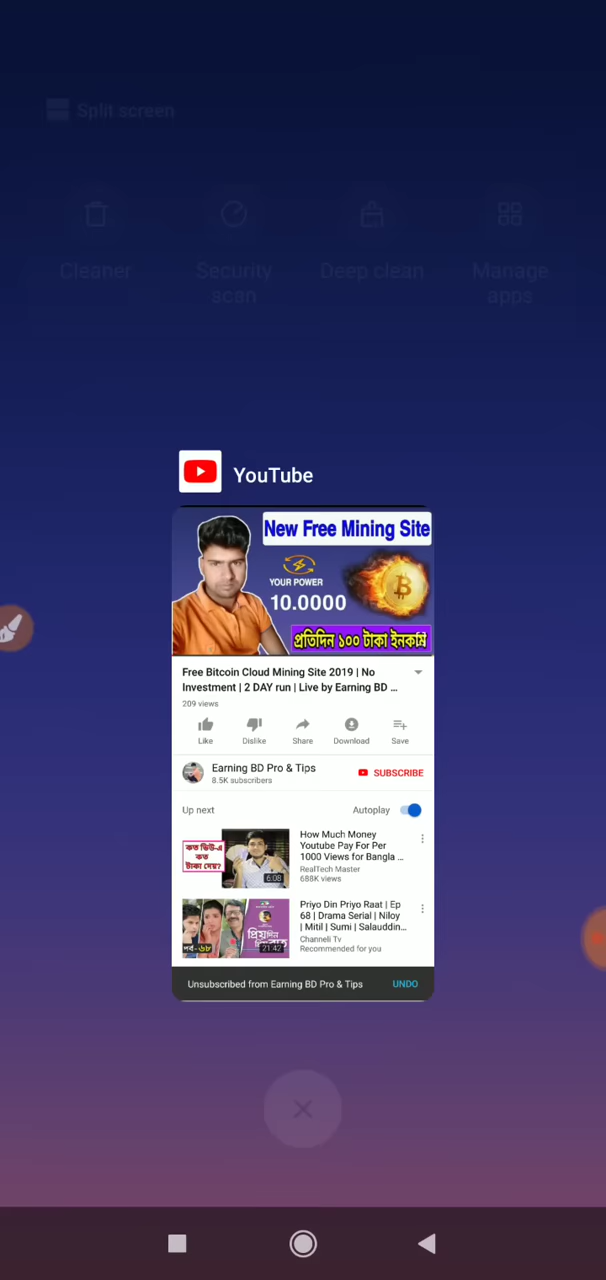 Split screen
Cleaner
Security
scan
Deep clean
Manage
apps
YouTube
New Free Mining Site
YOUR POWER
10.0000
প্রতিদিন ১০০ টাকা ইনকাম
Free Bitcoin Cloud Mining Site 2019 | No
Investment | 2 DAY run | Live by Earning BD ...
209 views
Like
Dislike
Share
Download
Save
Earning BD Pro & Tips
8.5K subscribers
SUBSCRIBE
Up next
Autoplay
কত ভিউ-এ
কত
টাকা দেয়?
6:08
How Much Money
Youtube Pay For Per
1000 Views for Bangla ...
RealTech Master
688K views
পর্ব-৬৮
21:42
Priyo Din Priyo Raat | Ep
68 | Drama Serial | Niloy
| Mitil | Sumi | Salauddin...
Channeli Tv
Recommended for you
Unsubscribed from Earning BD Pro & Tips
UNDO